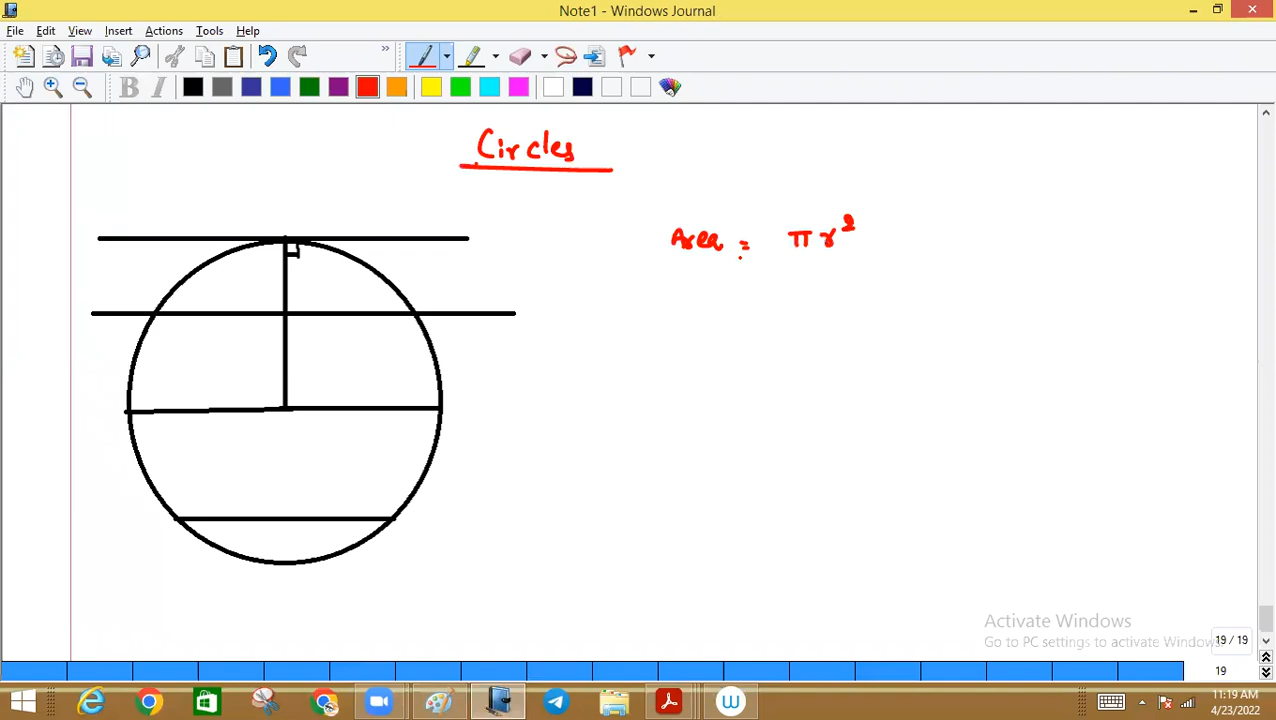 Note1 - Windows Journal
File Edit View Insert Actions Tools Help
Circles
Area = πr²
Activate Windows
Go to PC settings to activate Windows.
19 / 19
19
11:19 AM
4/23/2022